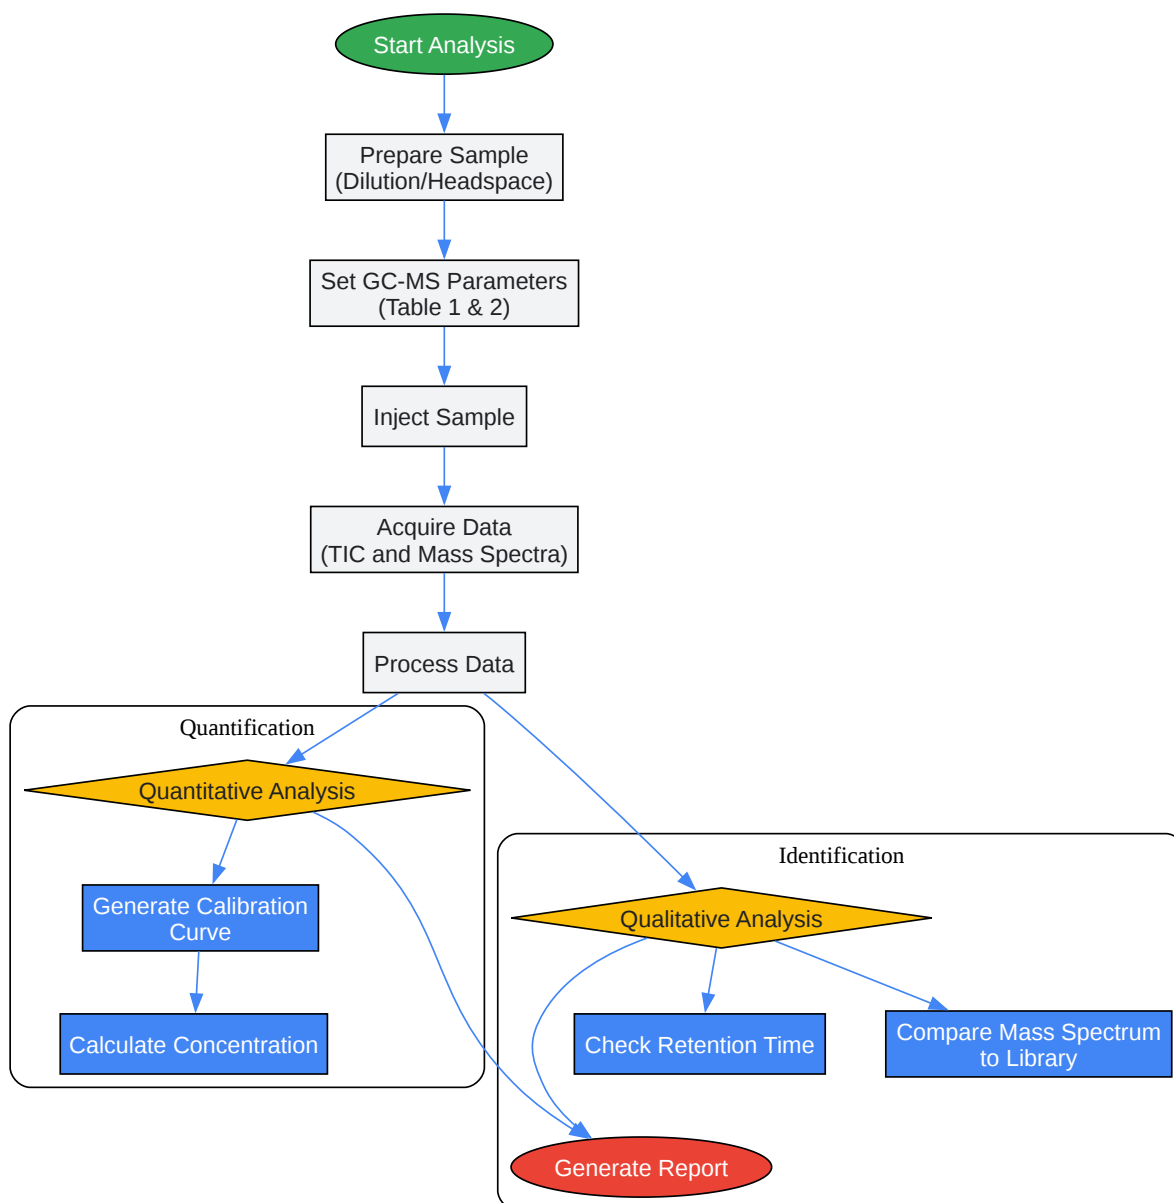 Start Analysis
Prepare Sample
(Dilution/Headspace)
Set GC-MS Parameters
(Table 1 & 2)
Inject Sample
Acquire Data
(TIC and Mass Spectra)
Process Data
Quantification
Quantitative Analysis
Generate Calibration
Curve
Calculate Concentration
Identification
Qualitative Analysis
Check Retention Time
Compare Mass Spectrum
to Library
Generate Report